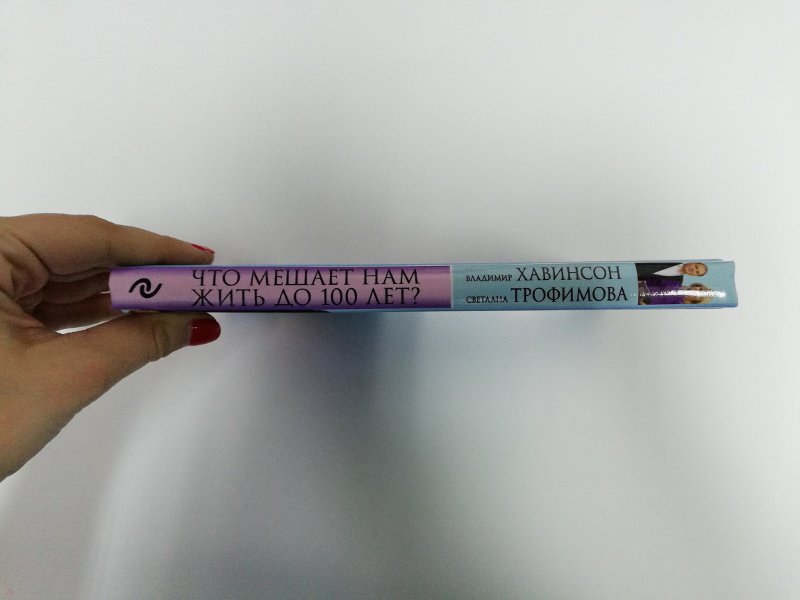 ЧТО МЕШАЕТ НАМ
ЖИТЬ ДО 100 ЛЕТ?
ВЛАДИМИР ХАВИНСОН
СВЕТЛАНА ТРОФИМОВА